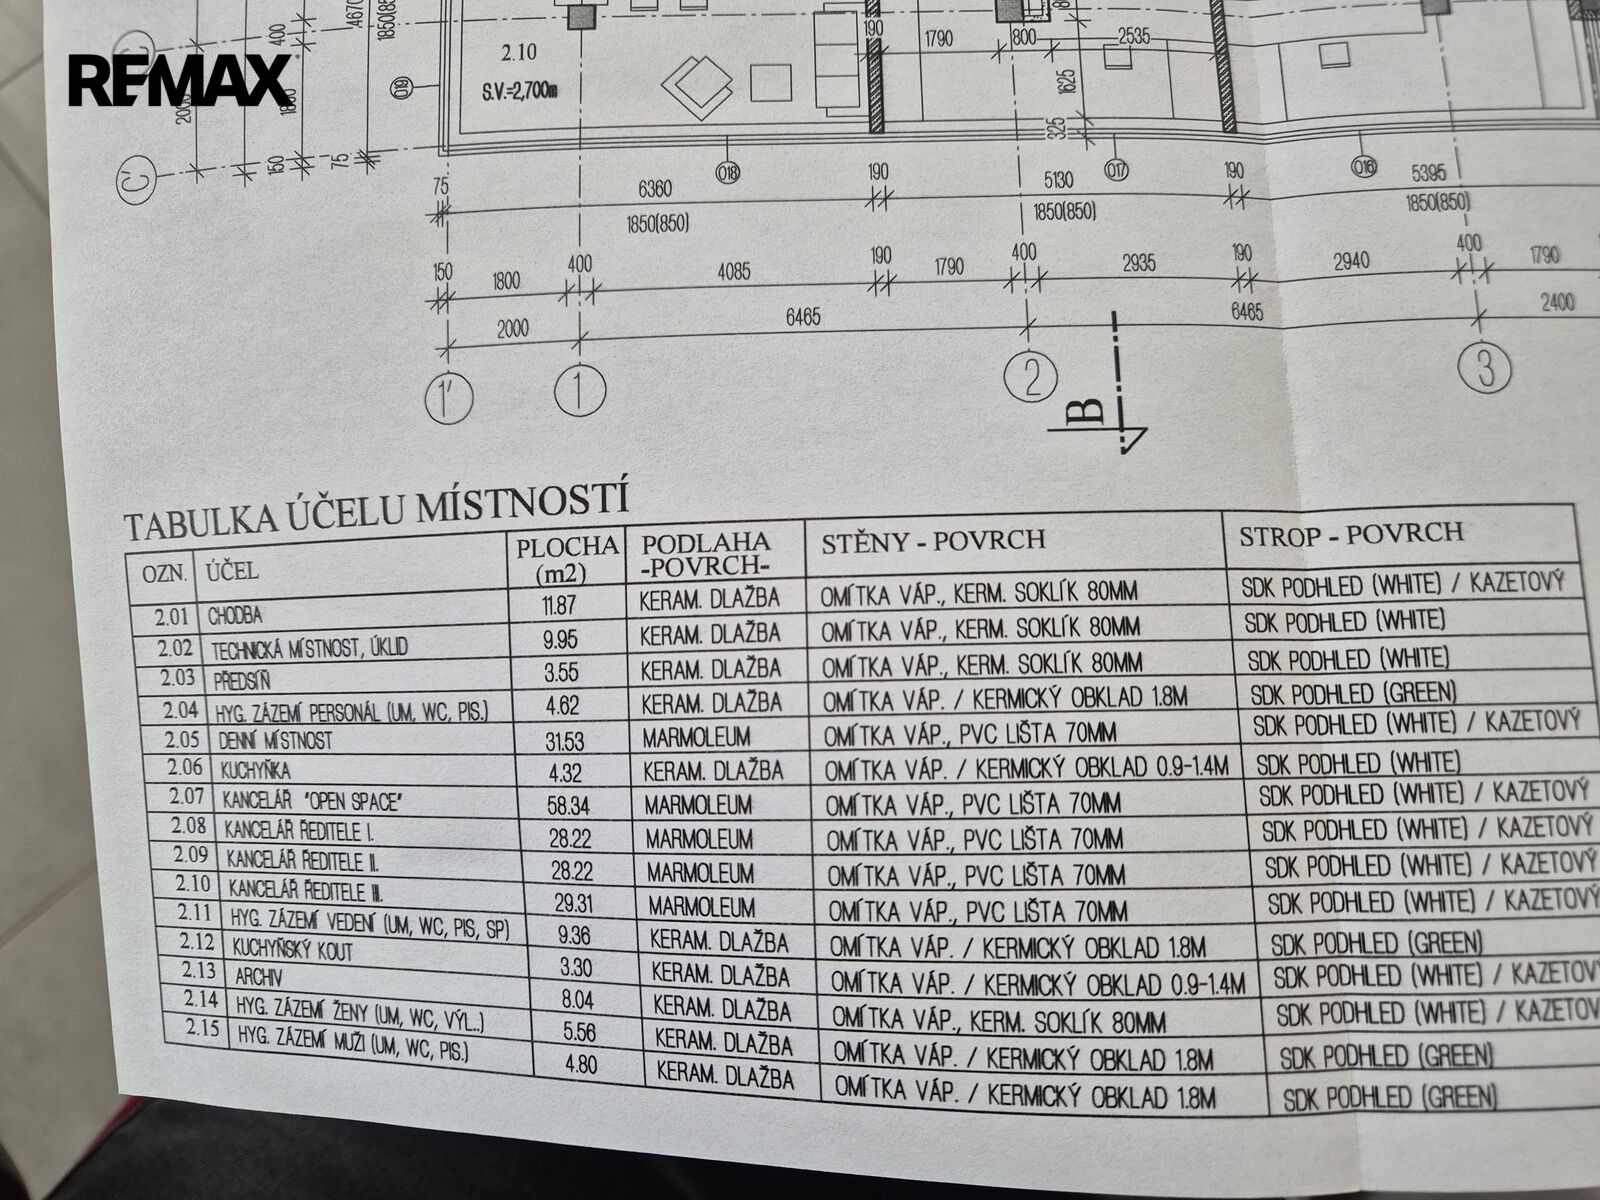 REMAX
C
400
4670
1850(85
2000
1800
150
75
C'
019
2.10
S.V.=2,700m
190
1790
800
2535
1625
325
018
017
016
75
6360
190
5130
190
5395
1850(850)
1850(850)
1850(850)
150
1800
400
4085
190
1790
400
2935
190
2940
400
1790
2000
6465
6465
2400
1'
1
2
3
B
TABULKA ÚČELU MÍSTNOSTÍ
OZN. ÚČEL PLOCHA (m2) PODLAHA -POVRCH- STĚNY - POVRCH STROP - POVRCH
2.01 CHODBA 11.87 KERAM. DLAŽBA OMÍTKA VÁP., KERM. SOKLÍK 80MM SDK PODHLED (WHITE) / KAZETOVÝ
2.02 TECHNICKÁ MÍSTNOST, ÚKLID 9.95 KERAM. DLAŽBA OMÍTKA VÁP., KERM. SOKLÍK 80MM SDK PODHLED (WHITE)
2.03 PŘEDSÍŇ 3.55 KERAM. DLAŽBA OMÍTKA VÁP., KERM. SOKLÍK 80MM SDK PODHLED (WHITE)
2.04 HYG. ZÁZEMÍ PERSONÁL (UM, WC, PIS.) 4.62 KERAM. DLAŽBA OMÍTKA VÁP. / KERMICKÝ OBKLAD 1.8M SDK PODHLED (GREEN)
2.05 DENNÍ MÍSTNOST 31.53 MARMOLEUM OMÍTKA VÁP., PVC LIŠTA 70MM SDK PODHLED (WHITE) / KAZETOVÝ
2.06 KUCHYŇKA 4.32 KERAM. DLAŽBA OMÍTKA VÁP. / KERMICKÝ OBKLAD 0.9-1.4M SDK PODHLED (WHITE)
2.07 KANCELÁŘ "OPEN SPACE" 58.34 MARMOLEUM OMÍTKA VÁP., PVC LIŠTA 70MM SDK PODHLED (WHITE) / KAZETOVÝ
2.08 KANCELÁŘ ŘEDITELE I. 28.22 MARMOLEUM OMÍTKA VÁP., PVC LIŠTA 70MM SDK PODHLED (WHITE) / KAZETOVÝ
2.09 KANCELÁŘ ŘEDITELE II. 28.22 MARMOLEUM OMÍTKA VÁP., PVC LIŠTA 70MM SDK PODHLED (WHITE) / KAZETOVÝ
2.10 KANCELÁŘ ŘEDITELE III. 29.31 MARMOLEUM OMÍTKA VÁP., PVC LIŠTA 70MM SDK PODHLED (WHITE) / KAZETOVÝ
2.11 HYG. ZÁZEMÍ VEDENÍ (UM, WC, PIS, SP) 9.36 KERAM. DLAŽBA OMÍTKA VÁP. / KERMICKÝ OBKLAD 1.8M SDK PODHLED (GREEN)
2.12 KUCHYŇSKÝ KOUT 3.30 KERAM. DLAŽBA OMÍTKA VÁP. / KERMICKÝ OBKLAD 0.9-1.4M SDK PODHLED (WHITE) / KAZETOV
2.13 ARCHIV 8.04 KERAM. DLAŽBA OMÍTKA VÁP., KERM. SOKLÍK 80MM SDK PODHLED (WHITE) / KAZETOV
2.14 HYG. ZÁZEMÍ ŽENY (UM, WC, VÝL.) 5.56 KERAM. DLAŽBA OMÍTKA VÁP. / KERMICKÝ OBKLAD 1.8M SDK PODHLED (GREEN)
2.15 HYG. ZÁZEMÍ MUŽI (UM, WC, PIS.) 4.80 KERAM. DLAŽBA OMÍTKA VÁP. / KERMICKÝ OBKLAD 1.8M SDK PODHLED (GREEN)